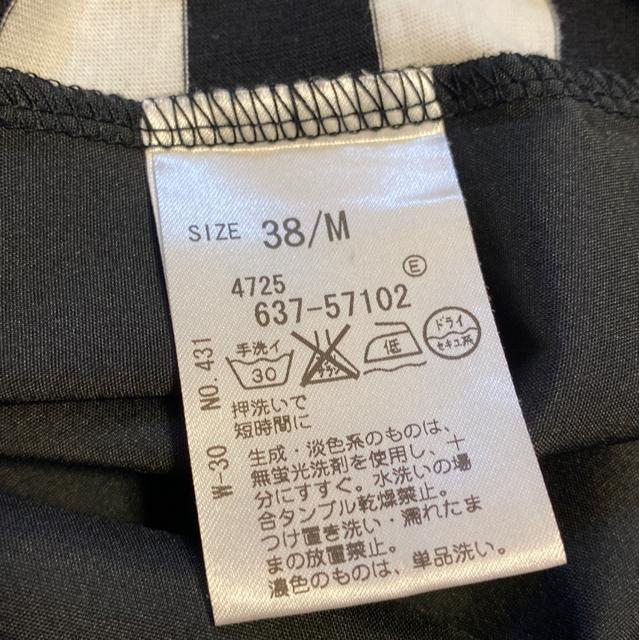 SIZE 38/M
4725 Ⓔ
637-57102
手洗イ
30
低
ドライ
セキユ系
押洗いで
短時間に
生成・淡色系のものは、
無蛍光洗剤を使用し、十
分にすすぐ。水洗いの場
合タンブル乾燥禁止。
つけ置き洗い・濡れたま
まの放置禁止。
濃色のものは、単品洗い。
W-30 NO.431